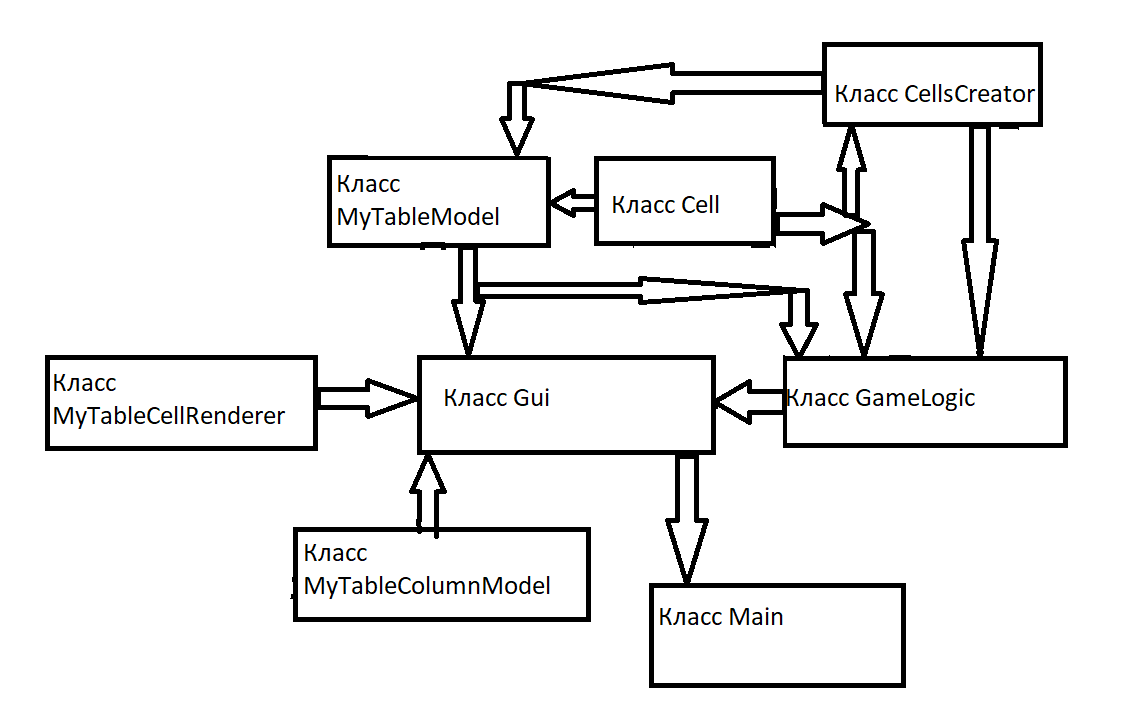 Класс CellsCreator
Класс
MyTableModel
Класс Cell
Класс
MyTableCellRenderer
Класс Gui
Класс GameLogic
Класс
MyTableColumnModel
Класс Main